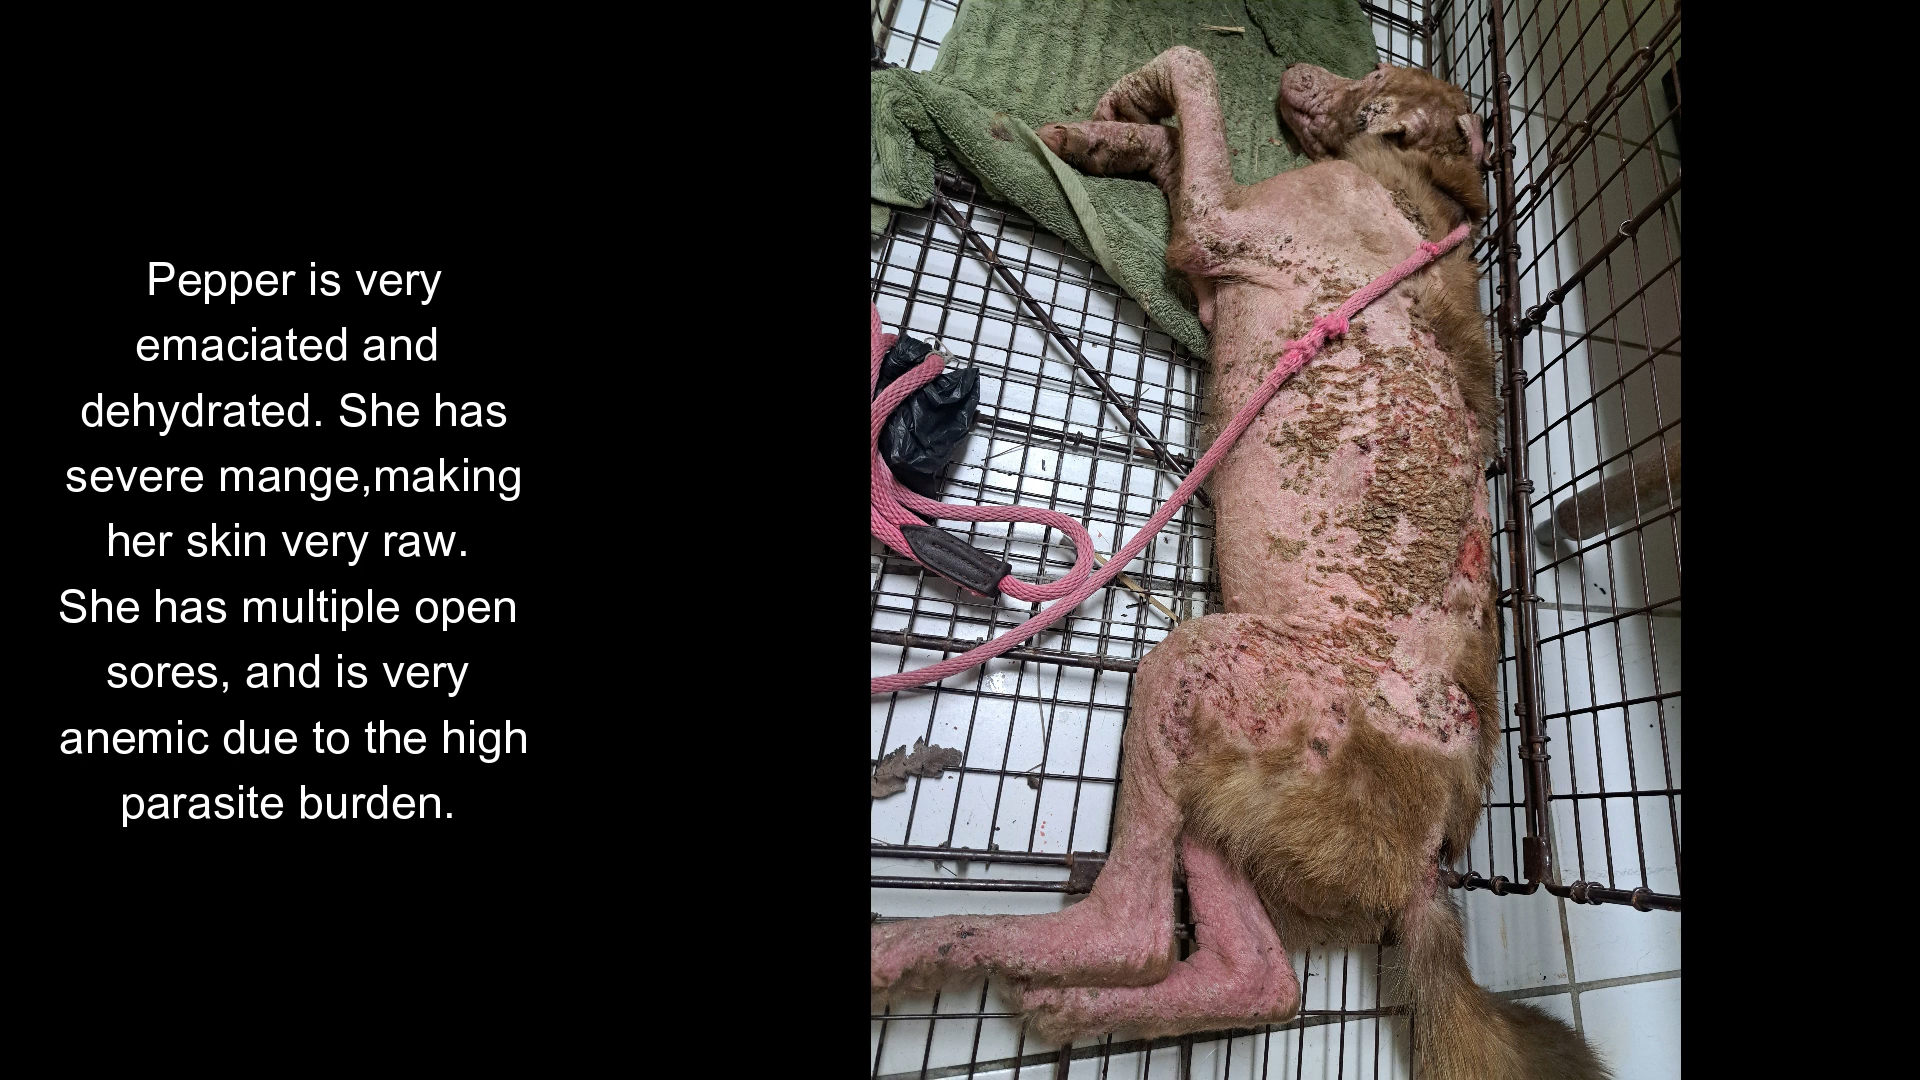 Pepper is very
emaciated and
dehydrated. She has
severe mange,making
her skin very raw.
She has multiple open
sores, and is very
anemic due to the high
parasite burden.